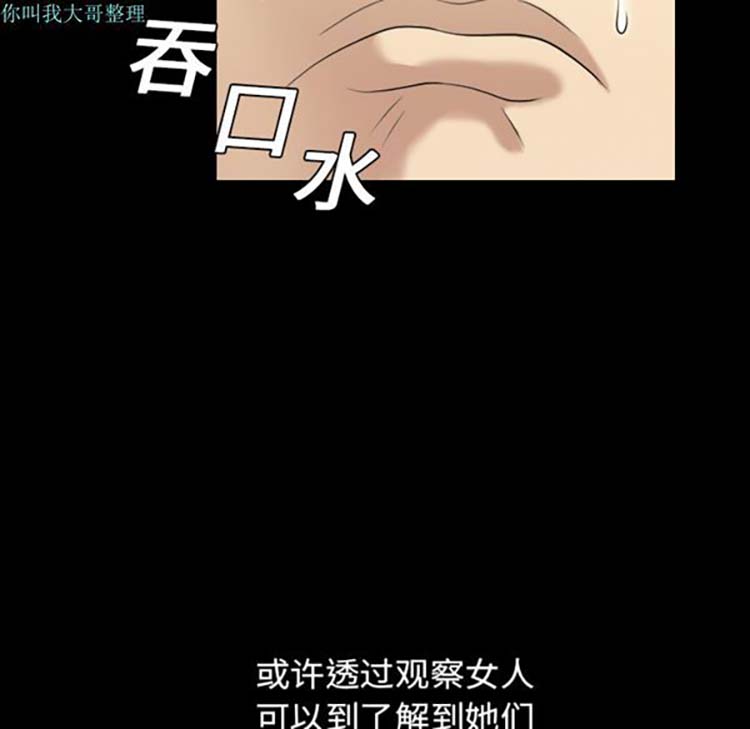 你叫我大哥整理
吞口水
或许透过观察女人
可以到了解到她们